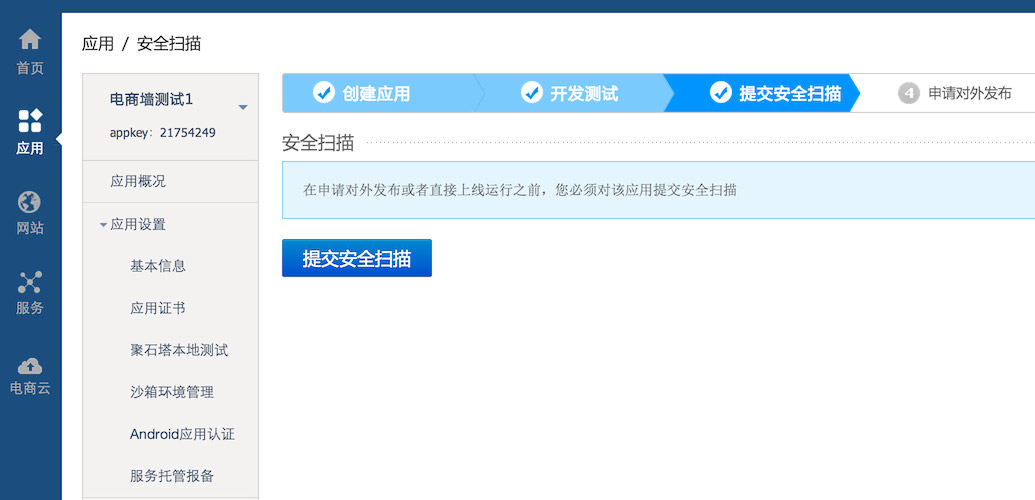 首页
应用
网站
服务
电商云
应用 / 安全扫描
电商墙测试1
appkey: 21754249
应用概况
应用设置
基本信息
应用证书
聚石塔本地测试
沙箱环境管理
Android应用认证
服务托管报备
创建应用
开发测试
提交安全扫描
4 申请对外发布
安全扫描
在申请对外发布或者直接上线运行之前，您必须对该应用提交安全扫描
提交安全扫描